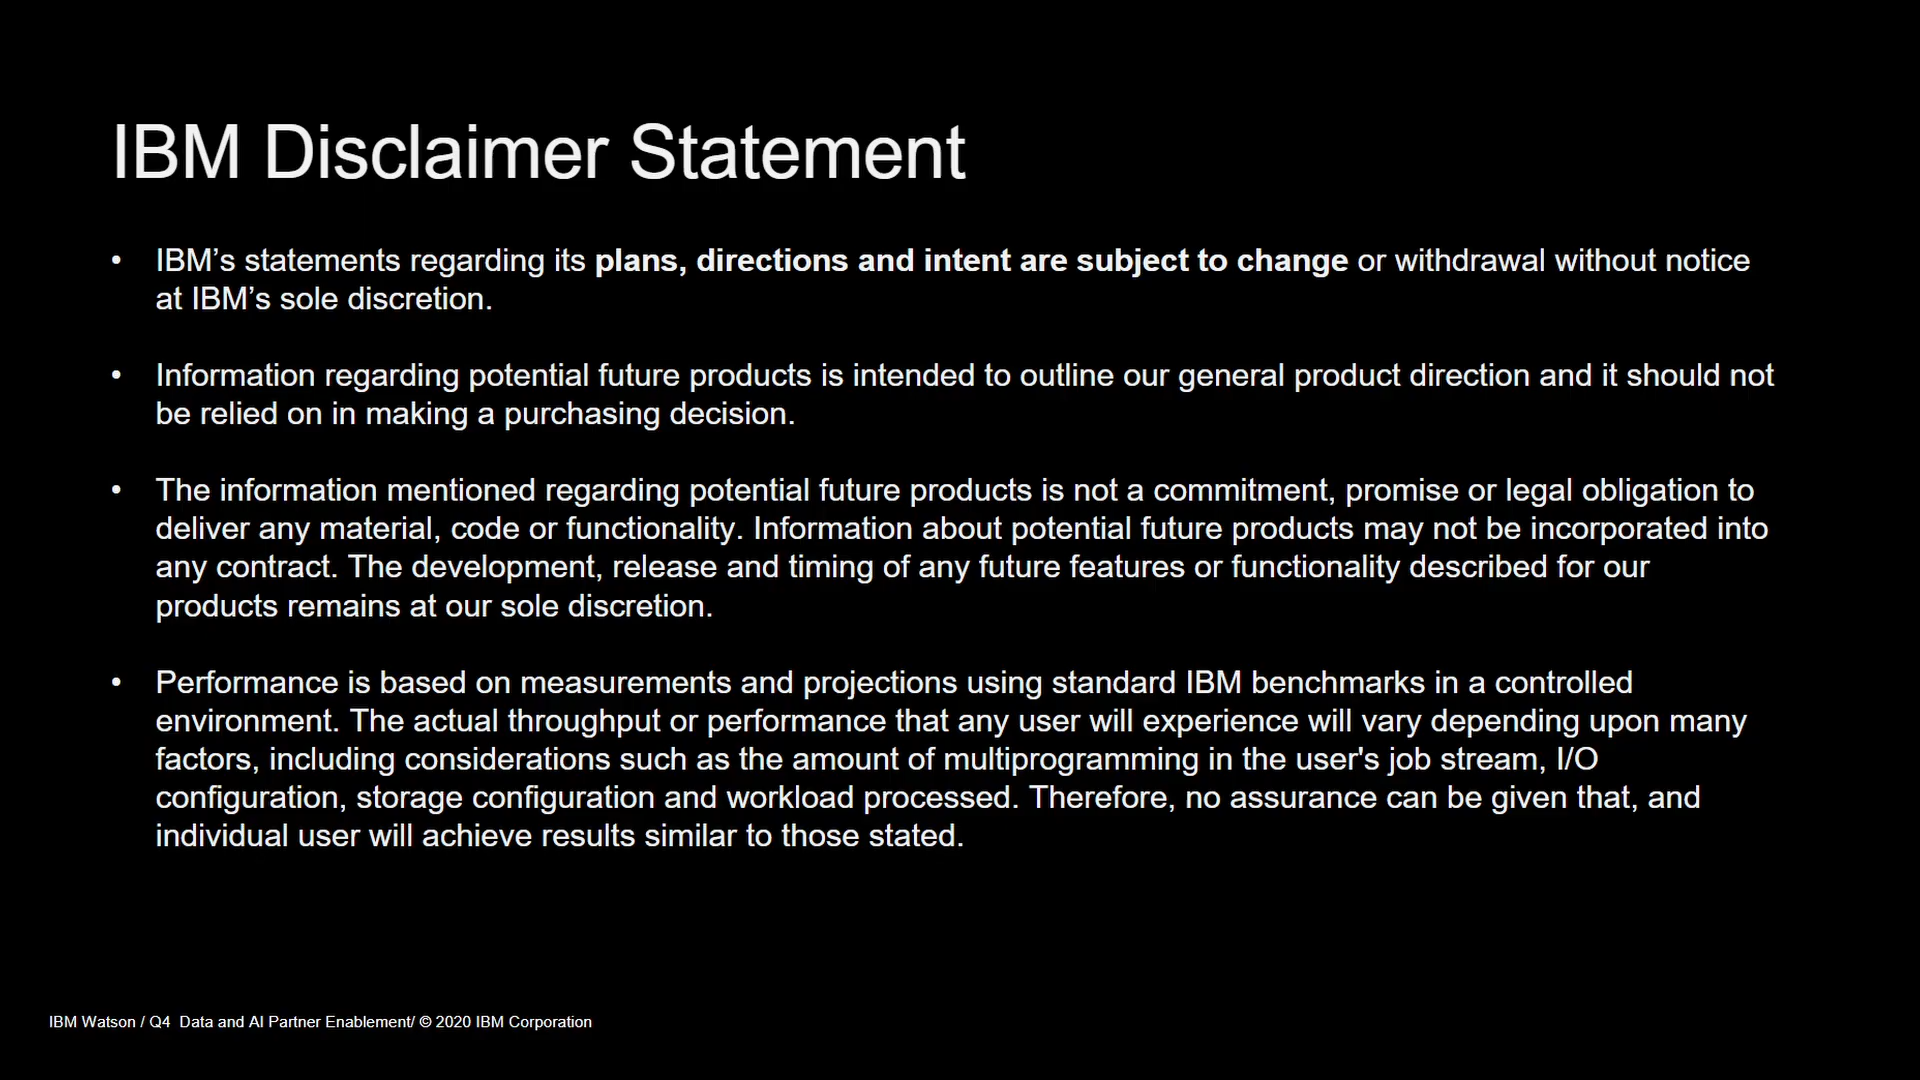 IBM Disclaimer Statement
• IBM’s statements regarding its plans, directions and intent are subject to change or withdrawal without notice
at IBM’s sole discretion.
• Information regarding potential future products is intended to outline our general product direction and it should not
be relied on in making a purchasing decision.
• The information mentioned regarding potential future products is not a commitment, promise or legal obligation to
deliver any material, code or functionality. Information about potential future products may not be incorporated into
any contract. The development, release and timing of any future features or functionality described for our
products remains at our sole discretion.
• Performance is based on measurements and projections using standard IBM benchmarks in a controlled
environment. The actual throughput or performance that any user will experience will vary depending upon many
factors, including considerations such as the amount of multiprogramming in the user's job stream, I/O
configuration, storage configuration and workload processed. Therefore, no assurance can be given that, and
individual user will achieve results similar to those stated.
IBM Watson / Q4  Data and AI Partner Enablement/ © 2020 IBM Corporation